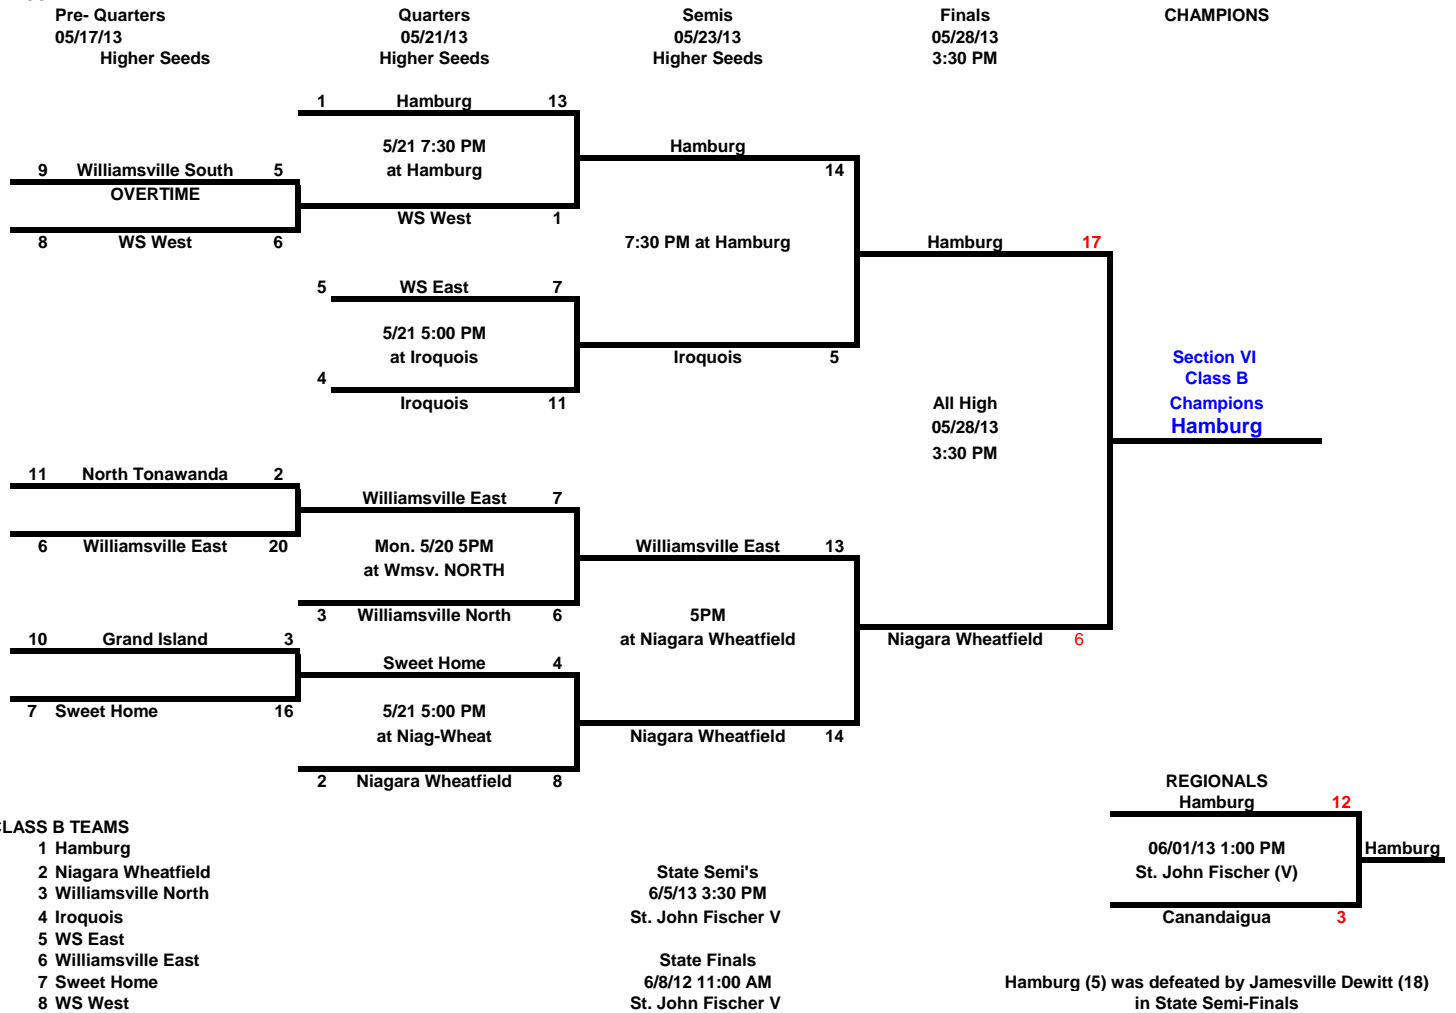 Pre- Quarters Quarters Semis Finals CHAMPIONS
05/17/13 05/21/13 05/23/13 05/28/13
Higher Seeds Higher Seeds Higher Seeds 3:30 PM
1 Hamburg 13
5/21 7:30 PM Hamburg
9 Williamsville South 5 at Hamburg 14
OVERTIME
WS West 1
8 WS West 6 7:30 PM at Hamburg Hamburg 17
5 WS East 7
5/21 5:00 PM
at Iroquois Iroquois 5 Section VI
4 Class B
Iroquois 11 All High Champions
05/28/13 Hamburg
3:30 PM
11 North Tonawanda 2
Williamsville East 7
6 Williamsville East 20 Mon. 5/20 5PM Williamsville East 13
at Wmsv. NORTH
3 Williamsville North 6 5PM
10 Grand Island 3 at Niagara Wheatfield Niagara Wheatfield 6
Sweet Home 4
7 Sweet Home 16 5/21 5:00 PM
at Niag-Wheat Niagara Wheatfield 14
2 Niagara Wheatfield 8 REGIONALS
Hamburg 12
LASS B TEAMS
1 Hamburg 06/01/13 1:00 PM Hamburg
2 Niagara Wheatfield State Semi's St. John Fischer (V)
3 Williamsville North 6/5/13 3:30 PM
4 Iroquois St. John Fischer V Canandaigua 3
5 WS East
6 Williamsville East State Finals
7 Sweet Home 6/8/12 11:00 AM Hamburg (5) was defeated by Jamesville Dewitt (18)
8 WS West St. John Fischer V in State Semi-Finals